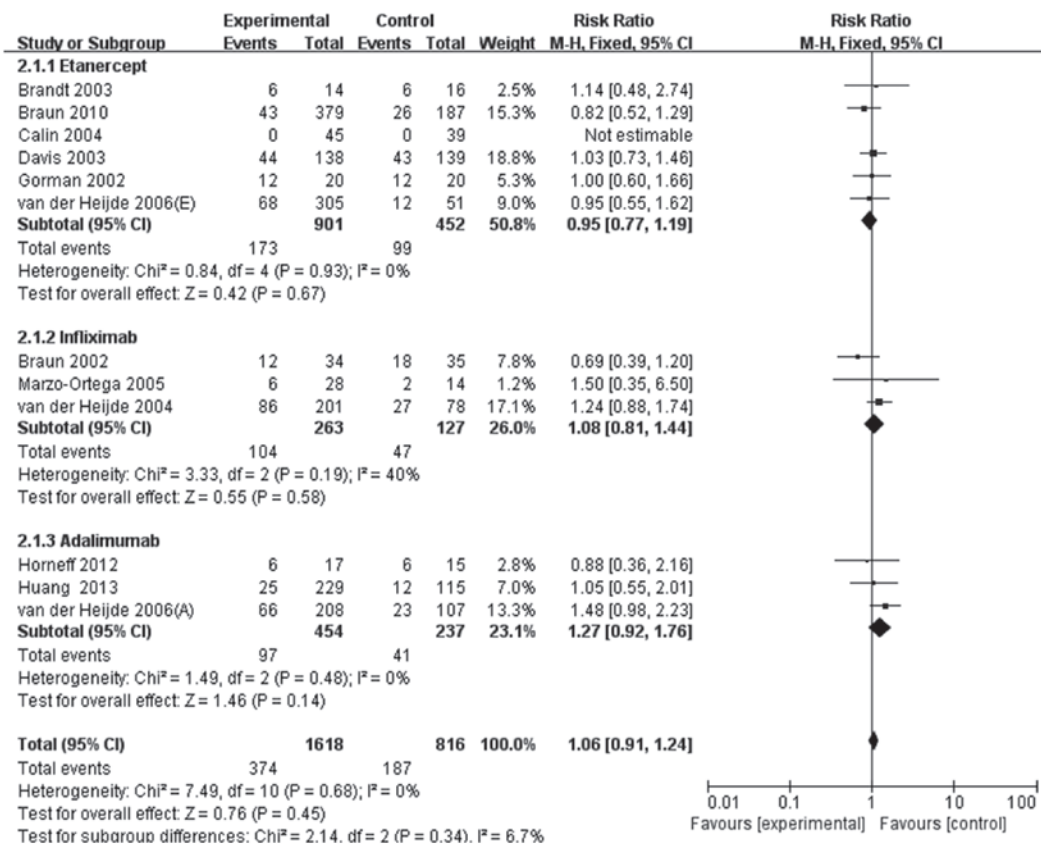 Experimental Control Risk Ratio Risk Ratio
Study or Subgroup Events Total Events Total Weight M-H, Fixed, 95% CI M-H, Fixed, 95% CI
2.1.1 Etanercept
Brandt 2003 6 14 6 16 2.5% 1.14 [0.48, 2.74]
Braun 2010 43 379 26 187 15.3% 0.82 [0.52, 1.29]
Calin 2004 0 45 0 39 Not estimable
Davis 2003 44 138 43 139 18.8% 1.03 [0.73, 1.46]
Gorman 2002 12 20 12 20 5.3% 1.00 [0.60, 1.66]
van der Heijde 2006(E) 68 305 12 51 9.0% 0.95 [0.55, 1.62]
Subtotal (95% CI) 901 452 50.8% 0.95 [0.77, 1.19]
Total events 173 99
Heterogeneity: Chi² = 0.84, df = 4 (P = 0.93); I² = 0%
Test for overall effect: Z = 0.42 (P = 0.67)
2.1.2 Infliximab
Braun 2002 12 34 18 35 7.8% 0.69 [0.39, 1.20]
Marzo-Ortega 2005 6 28 2 14 1.2% 1.50 [0.35, 6.50]
van der Heijde 2004 86 201 27 78 17.1% 1.24 [0.88, 1.74]
Subtotal (95% CI) 263 127 26.0% 1.08 [0.81, 1.44]
Total events 104 47
Heterogeneity: Chi² = 3.33, df = 2 (P = 0.19); I² = 40%
Test for overall effect: Z = 0.55 (P = 0.58)
2.1.3 Adalimumab
Horneff 2012 6 17 6 15 2.8% 0.88 [0.36, 2.16]
Huang 2013 25 229 12 115 7.0% 1.05 [0.55, 2.01]
van der Heijde 2006(A) 66 208 23 107 13.3% 1.48 [0.98, 2.23]
Subtotal (95% CI) 454 237 23.1% 1.27 [0.92, 1.76]
Total events 97 41
Heterogeneity: Chi² = 1.49, df = 2 (P = 0.48); I² = 0%
Test for overall effect: Z = 1.46 (P = 0.14)
Total (95% CI) 1618 816 100.0% 1.06 [0.91, 1.24]
Total events 374 187
Heterogeneity: Chi² = 7.49, df = 10 (P = 0.68); I² = 0%
Test for overall effect: Z = 0.76 (P = 0.45)
Test for subgroup differences: Chi² = 2.14, df = 2 (P = 0.34), I² = 6.7%
0.01 0.1 1 10 100
Favours [experimental] Favours [control]